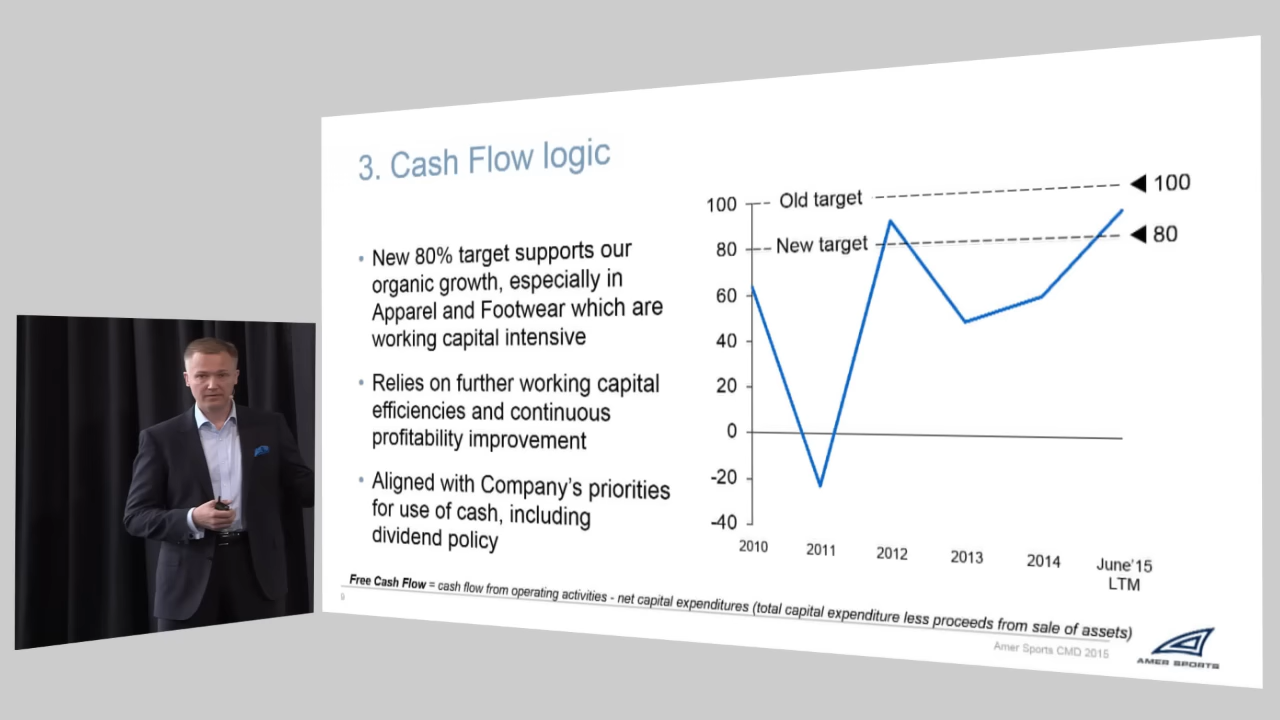 3. Cash Flow logic
• New 80% target supports our
organic growth, especially in
Apparel and Footwear which are
working capital intensive
• Relies on further working capital
efficiencies and continuous
profitability improvement
• Aligned with Company's priorities
for use of cash, including
dividend policy
100
Old target
100
80
New target
80
60
40
20
0
-20
-40
2010
2011
2012
2013
2014
June'15
LTM
Free Cash Flow = cash flow from operating activities - net capital expenditures (total capital expenditure less proceeds from sale of assets)
9
Amer Sports CMD 2015
AMER SPORTS